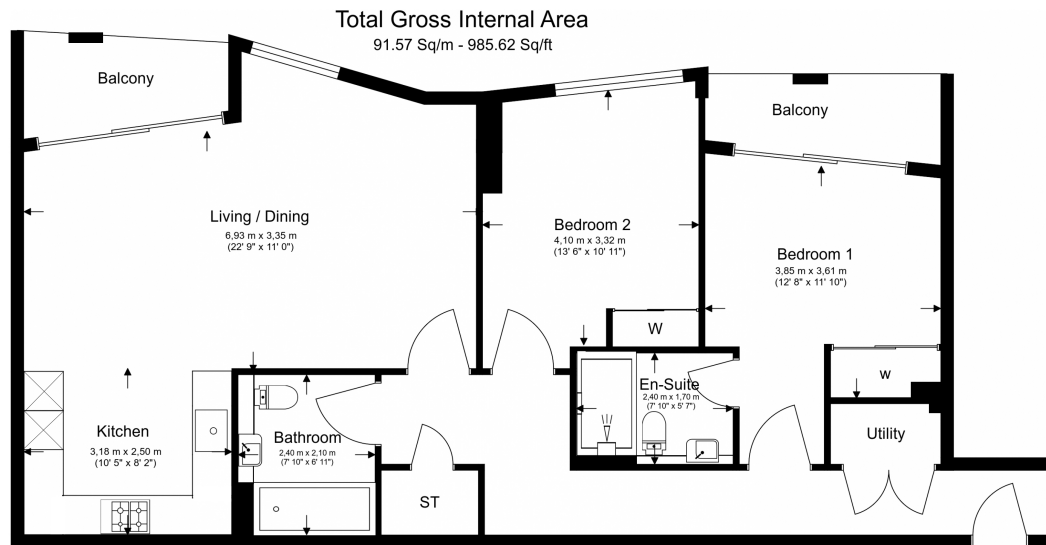 Total Gross Internal Area
91.57 Sq/m - 985.62 Sq/ft
Balcony
Balcony
Living / Dining
6,93 m x 3,35 m
(22' 9" x 11' 0")
Bedroom 2
4,10 m x 3,32 m
(13' 6" x 10' 11")
Bedroom 1
3,85 m x 3,61 m
(12' 8" x 11' 10")
W
w
En-Suite
2,40 m x 1,70 m
(7' 10" x 5' 7")
Kitchen
3,18 m x 2,50 m
(10' 5" x 8' 2")
Bathroom
2,40 m x 2,10 m
(7' 10" x 6' 11")
Utility
ST